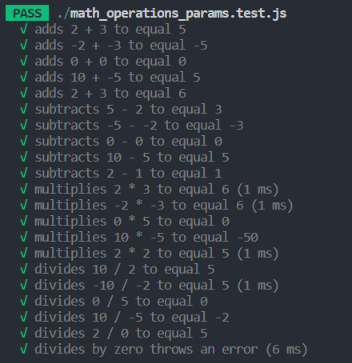 PASS ./math_operations_params.test.js
√ adds 2 + 3 to equal 5
√ adds -2 + -3 to equal -5
√ adds 0 + 0 to equal 0
√ adds 10 + -5 to equal 5
√ adds 2 + 3 to equal 6
√ subtracts 5 - 2 to equal 3
√ subtracts -5 - -2 to equal -3
√ subtracts 0 - 0 to equal 0
√ subtracts 10 - 5 to equal 5
√ subtracts 2 - 1 to equal 1
√ multiplies 2 * 3 to equal 6 (1 ms)
√ multiplies -2 * -3 to equal 6 (1 ms)
√ multiplies 0 * 5 to equal 0
√ multiplies 10 * -5 to equal -50
√ multiplies 2 * 2 to equal 5 (1 ms)
√ divides 10 / 2 to equal 5
√ divides -10 / -2 to equal 5 (1 ms)
√ divides 0 / 5 to equal 0
√ divides 10 / -5 to equal -2
√ divides 2 / 0 to equal 5
√ divides by zero throws an error (6 ms)